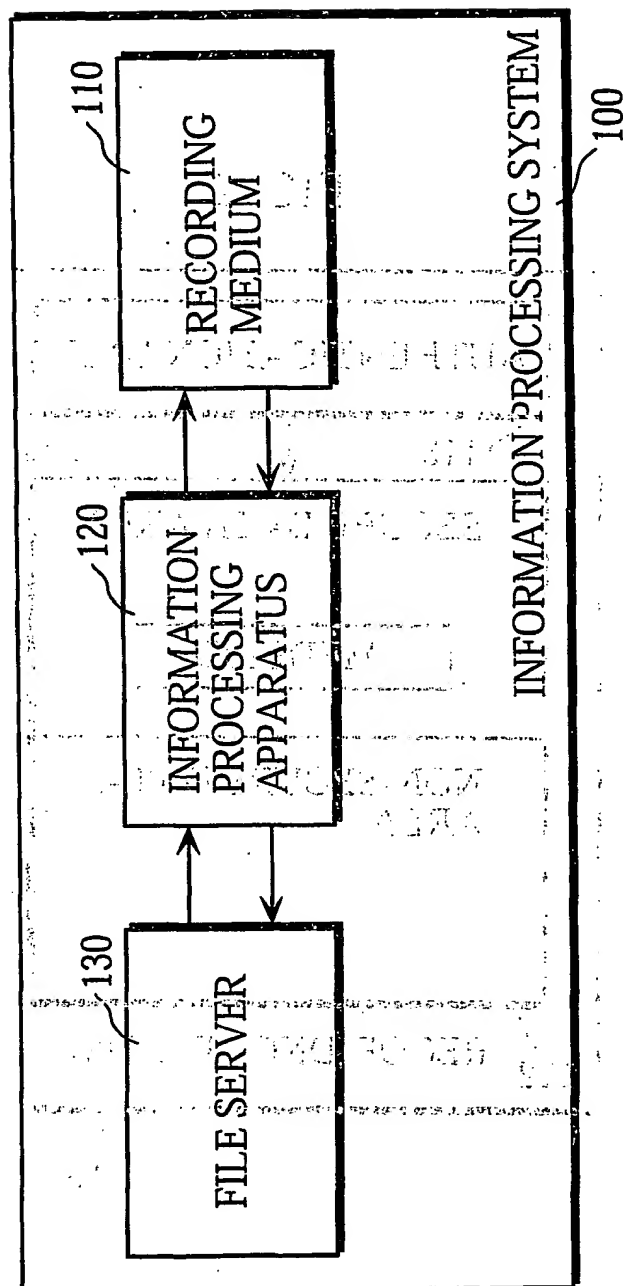 130
FILE SERVER
120
INFORMATION
PROCESSING
APPARATUS
110
RECORDING
MEDIUM
INFORMATION PROCESSING SYSTEM
100